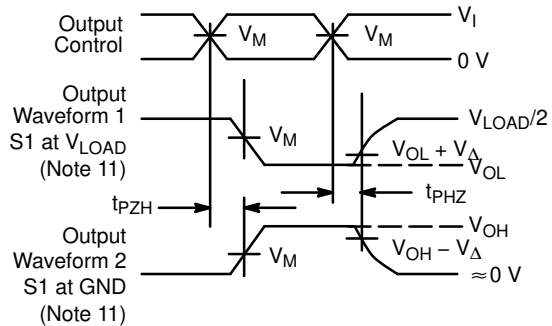 Output
Control
V_M
V_M
V_I
0 V
Output
Waveform 1
S1 at V_LOAD
(Note 11)
V_M
V_LOAD/2
V_OL + V_Δ
V_OL
t_PZH
t_PHZ
Output
Waveform 2
S1 at GND
(Note 11)
V_M
V_OH
V_OH − V_Δ
≈0 V